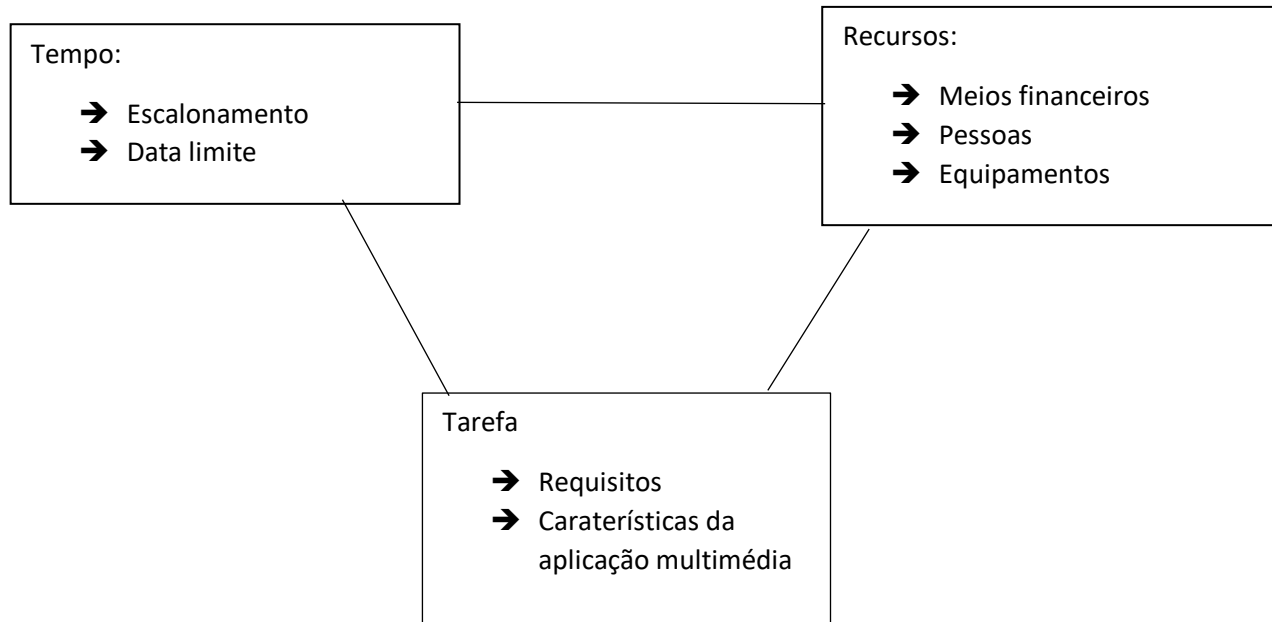 Tempo:
➔ Escalonamento
➔ Data limite
Recursos:
➔ Meios financeiros
➔ Pessoas
➔ Equipamentos
Tarefa
➔ Requisitos
➔ Caraterísticas da
aplicação multimédia